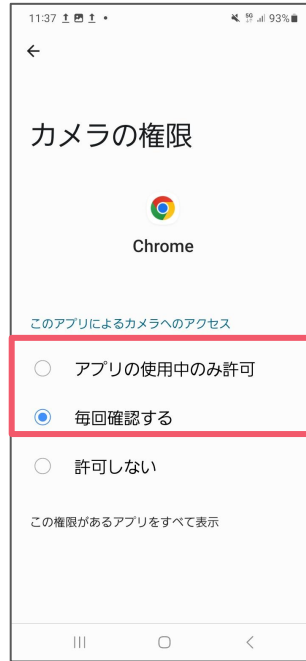 11:37
5G 93%
カメラの権限
Chrome
このアプリによるカメラへのアクセス
アプリの使用中のみ許可
毎回確認する
許可しない
この権限があるアプリをすべて表示